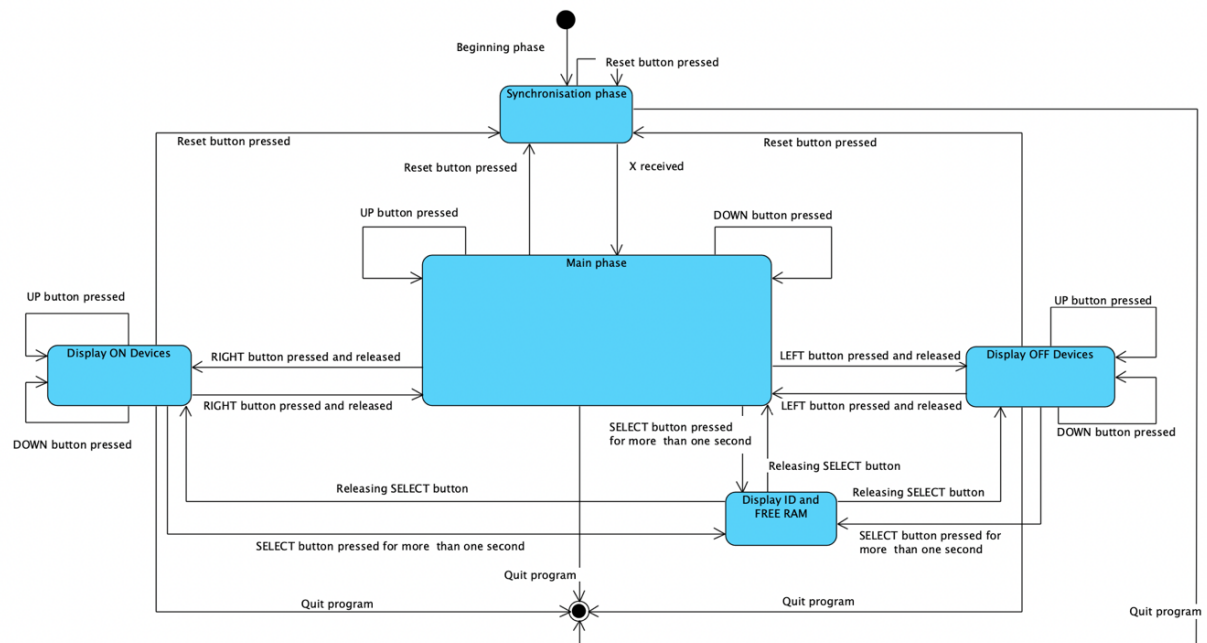 Beginning phase
Reset button pressed
Synchronisation phase
Reset button pressed
Reset button pressed
Reset button pressed
X received
UP button pressed
DOWN button pressed
Main phase
UP button pressed
UP button pressed
Display ON Devices
RIGHT button pressed and released
LEFT button pressed and released
Display OFF Devices
RIGHT button pressed and released
LEFT button pressed and released
DOWN button pressed
DOWN button pressed
SELECT button pressed
for more than one second
Releasing SELECT button
Releasing SELECT button
Releasing SELECT button
Display ID and
FREE RAM
SELECT button pressed for more than one second
SELECT button pressed for
more than one second
Quit program
Quit program
Quit program
Quit program